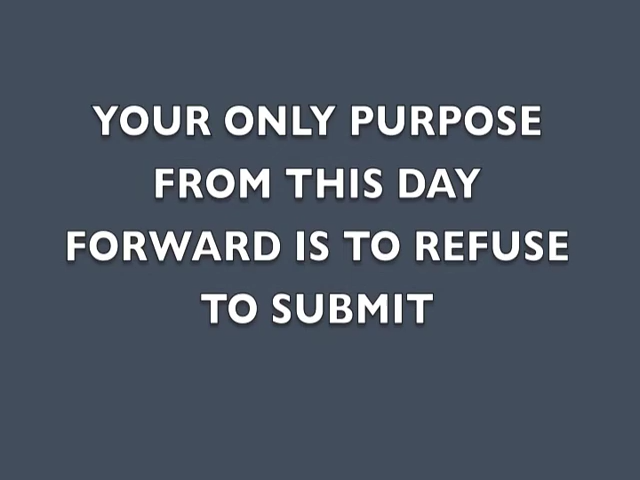 YOUR ONLY PURPOSE
FROM THIS DAY
FORWARD IS TO REFUSE
TO SUBMIT